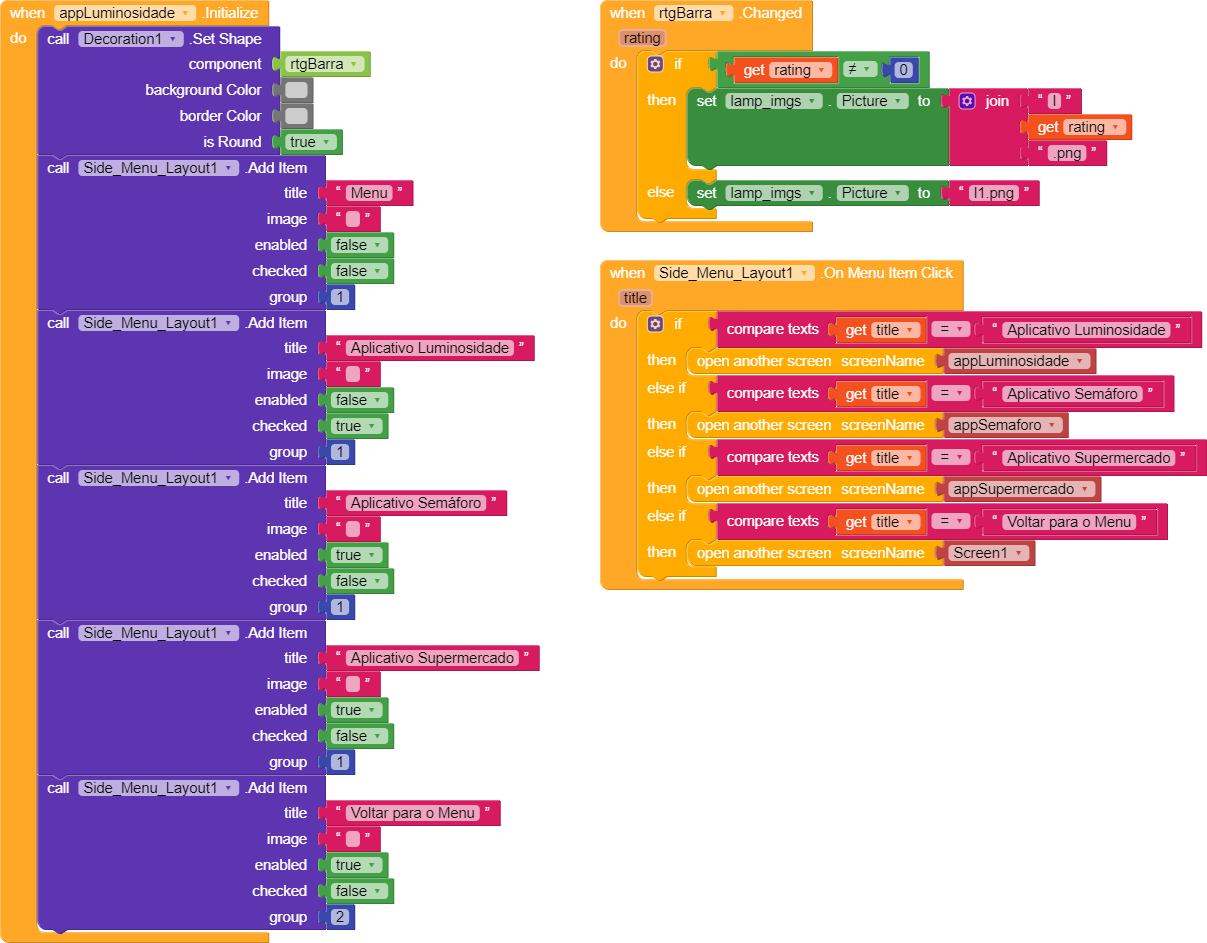 when appLuminosidade .Initialize
do call Decoration1 .Set Shape
component rtgBarra
background Color
border Color
is Round true
call Side_Menu_Layout1 .Add Item
title “ Menu ”
image “ ”
enabled false
checked false
group 1
call Side_Menu_Layout1 .Add Item
title “ Aplicativo Luminosidade ”
image “ ”
enabled false
checked true
group 1
call Side_Menu_Layout1 .Add Item
title “ Aplicativo Semáforo ”
image “ ”
enabled true
checked false
group 1
call Side_Menu_Layout1 .Add Item
title “ Aplicativo Supermercado ”
image “ ”
enabled true
checked false
group 1
call Side_Menu_Layout1 .Add Item
title “ Voltar para o Menu ”
image “ ”
enabled true
checked false
group 2
when rtgBarra .Changed
rating
do if get rating ≠ 0
then set lamp_imgs . Picture to join “ l ”
get rating
“ .png ”
else set lamp_imgs . Picture to “ l1.png ”
when Side_Menu_Layout1 .On Menu Item Click
title
do if compare texts get title = “ Aplicativo Luminosidade ”
then open another screen screenName appLuminosidade
else if compare texts get title = “ Aplicativo Semáforo ”
then open another screen screenName appSemaforo
else if compare texts get title = “ Aplicativo Supermercado ”
then open another screen screenName appSupermercado
else if compare texts get title = “ Voltar para o Menu ”
then open another screen screenName Screen1